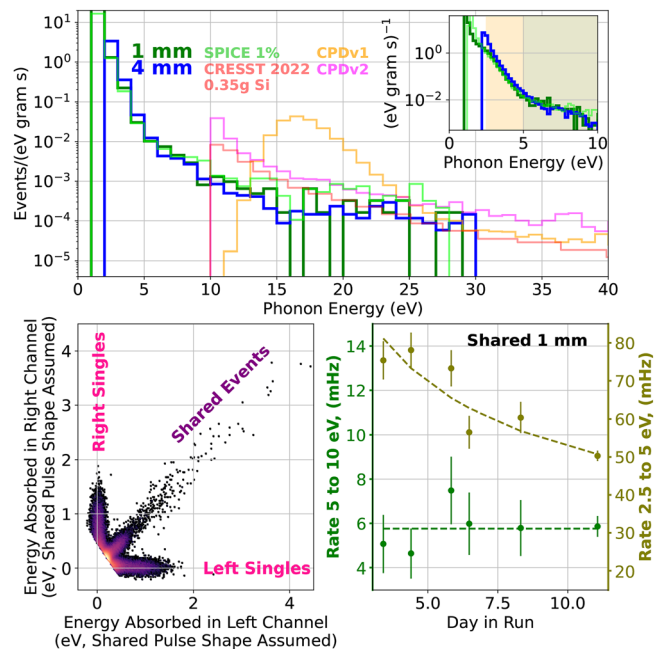 Events/(eV gram s)
10¹
10⁰
10⁻¹
10⁻²
10⁻³
10⁻⁴
10⁻⁵
1 mm
4 mm
SPICE 1%
CRESST 2022
0.35g Si
CPDv1
CPDv2
0
5
10
15
20
25
30
35
40
Phonon Energy (eV)
(eV gram s)⁻¹
10⁰
10⁻²
0
5
10
Phonon Energy (eV)
Energy Absorbed in Right Channel
(eV, Shared Pulse Shape Assumed)
4
3
2
1
0
Right Singles
Shared Events
Left Singles
0
2
4
Energy Absorbed in Left Channel
(eV, Shared Pulse Shape Assumed)
Rate 5 to 10 eV, (mHz)
14
12
10
8
6
4
Shared 1 mm
5.0
7.5
10.0
Day in Run
80
70
60
50
40
30
20
Rate 2.5 to 5 eV, (mHz)